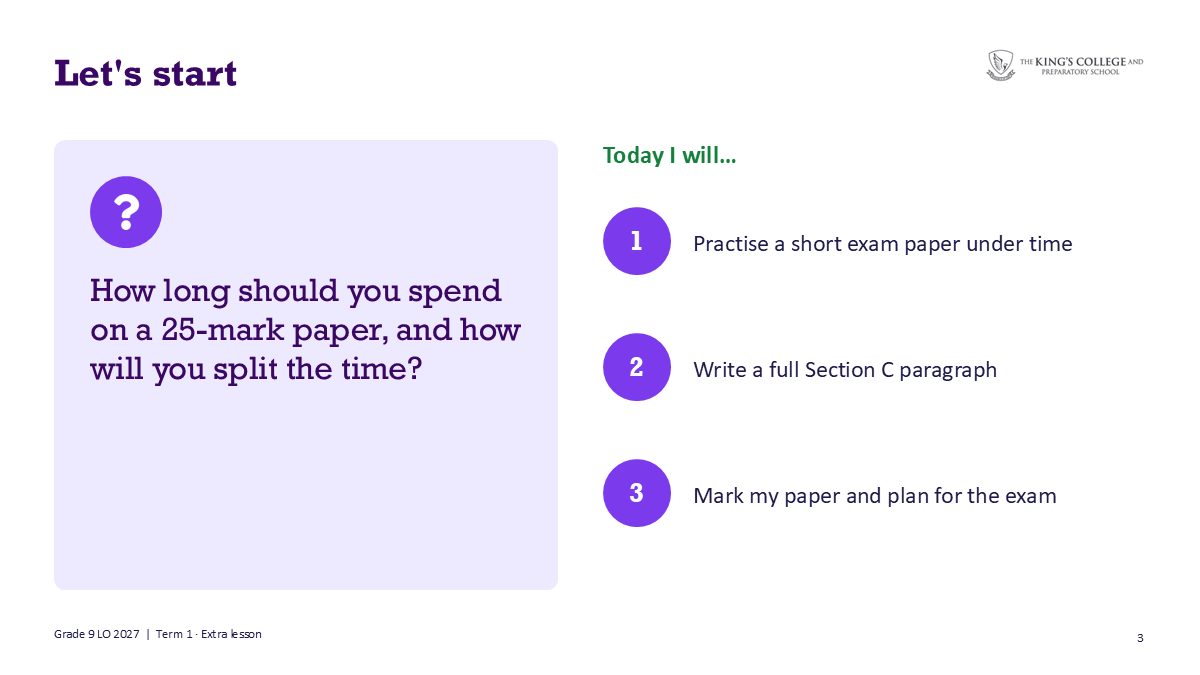 Let's start
THE KING'S COLLEGE AND
PREPARATORY SCHOOL
?
How long should you spend
on a 25-mark paper, and how
will you split the time?
Today I will...
1
Practise a short exam paper under time
2
Write a full Section C paragraph
3
Mark my paper and plan for the exam
Grade 9 LO 2027 | Term 1 · Extra lesson
3